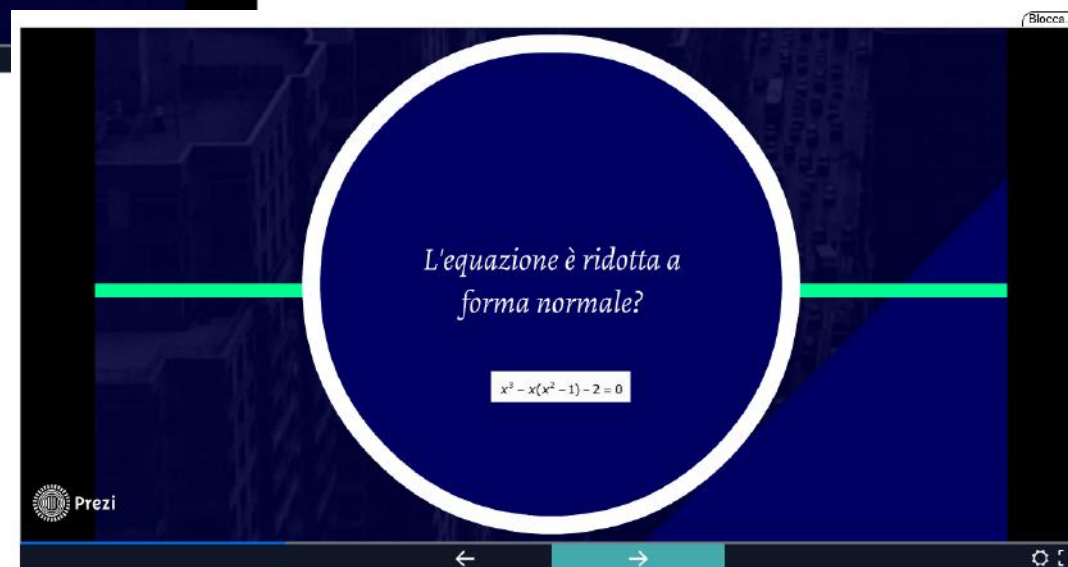 Blocca.
L'equazione è ridotta a
forma normale?
x³ – x(x² – 1) – 2 = 0
Prezi